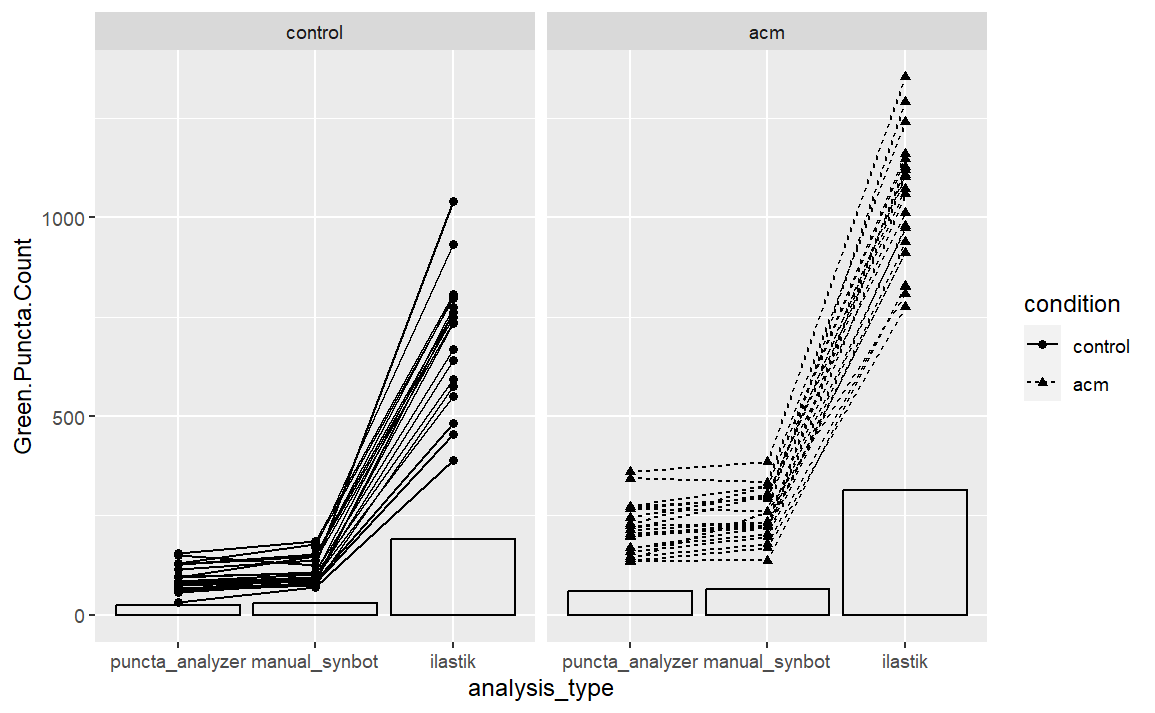 control
acm
Green.Puncta.Count
1000
500
0
puncta_analyzer manual_synbot ilastik
puncta_analyzer manual_synbot ilastik
analysis_type
condition
control
acm